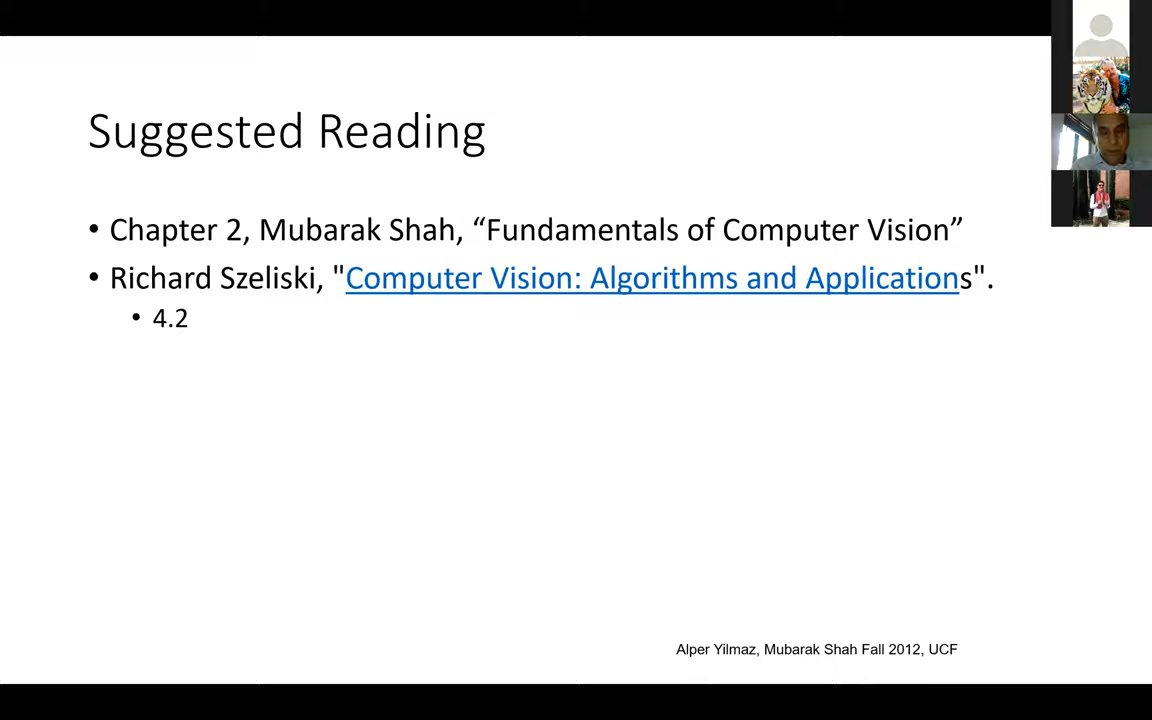 Suggested Reading
• Chapter 2, Mubarak Shah, “Fundamentals of Computer Vision”
• Richard Szeliski, "Computer Vision: Algorithms and Applications".
• 4.2
Alper Yilmaz, Mubarak Shah Fall 2012, UCF